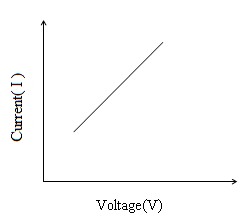 Current( I )
Voltage(V)